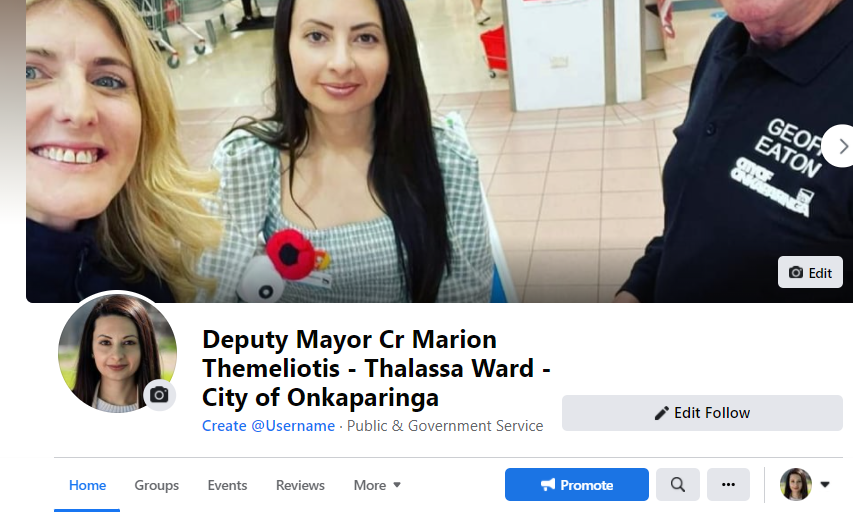 GEOFF
EATON
CITY OF
ONKAPARINGA
Edit
Deputy Mayor Cr Marion
Themeliotis - Thalassa Ward -
City of Onkaparinga
Create @Username · Public & Government Service
Edit Follow
Home Groups Events Reviews More Promote